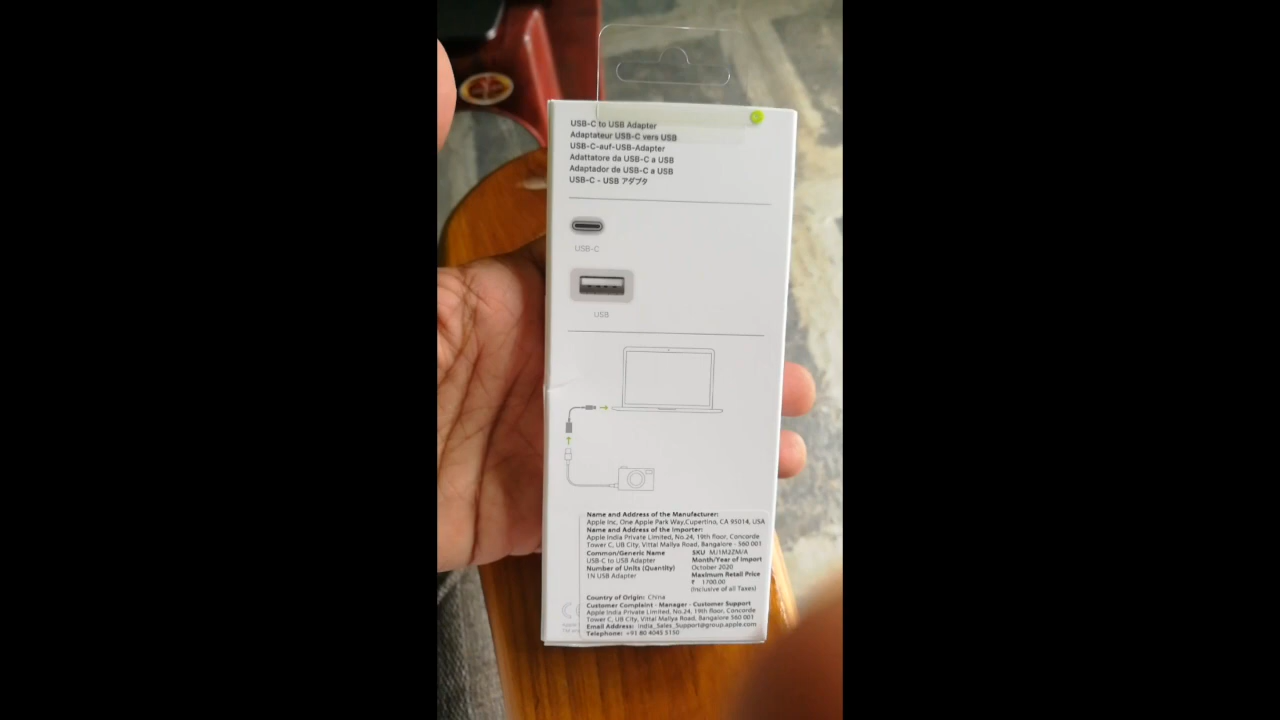 USB-C to USB Adapter
Adaptateur USB-C vers USB
USB-C-auf-USB-Adapter
Adattatore da USB-C a USB
Adaptador de USB-C a USB
USB-C - USB アダプタ
USB-C
USB
Name and Address of the Manufacturer:
Apple Inc, One Apple Park Way,Cupertino, CA 95014, USA
Name and Address of the Importer:
Apple India Private Limited, No.24, 19th floor, Concorde
Tower C, UB City, Vittal Mallya Road, Bangalore - 560 001
Common/Generic Name
USB-C to USB Adapter
Number of Units (Quantity)
1N USB Adapter
SKU MJ1M2ZM/A
Month/Year of Import
October 2020
Maximum Retail Price
₹ 1700.00
(Inclusive of all Taxes)
Country of Origin: China
Customer Complaint - Manager - Customer Support
Apple India Private Limited, No.24, 19th floor, Concorde
Tower C, UB City, Vittal Mallya Road, Bangalore 560 001
Email Address: India_Sales_Support@group.apple.com
Telephone: +91 80 4045 5150